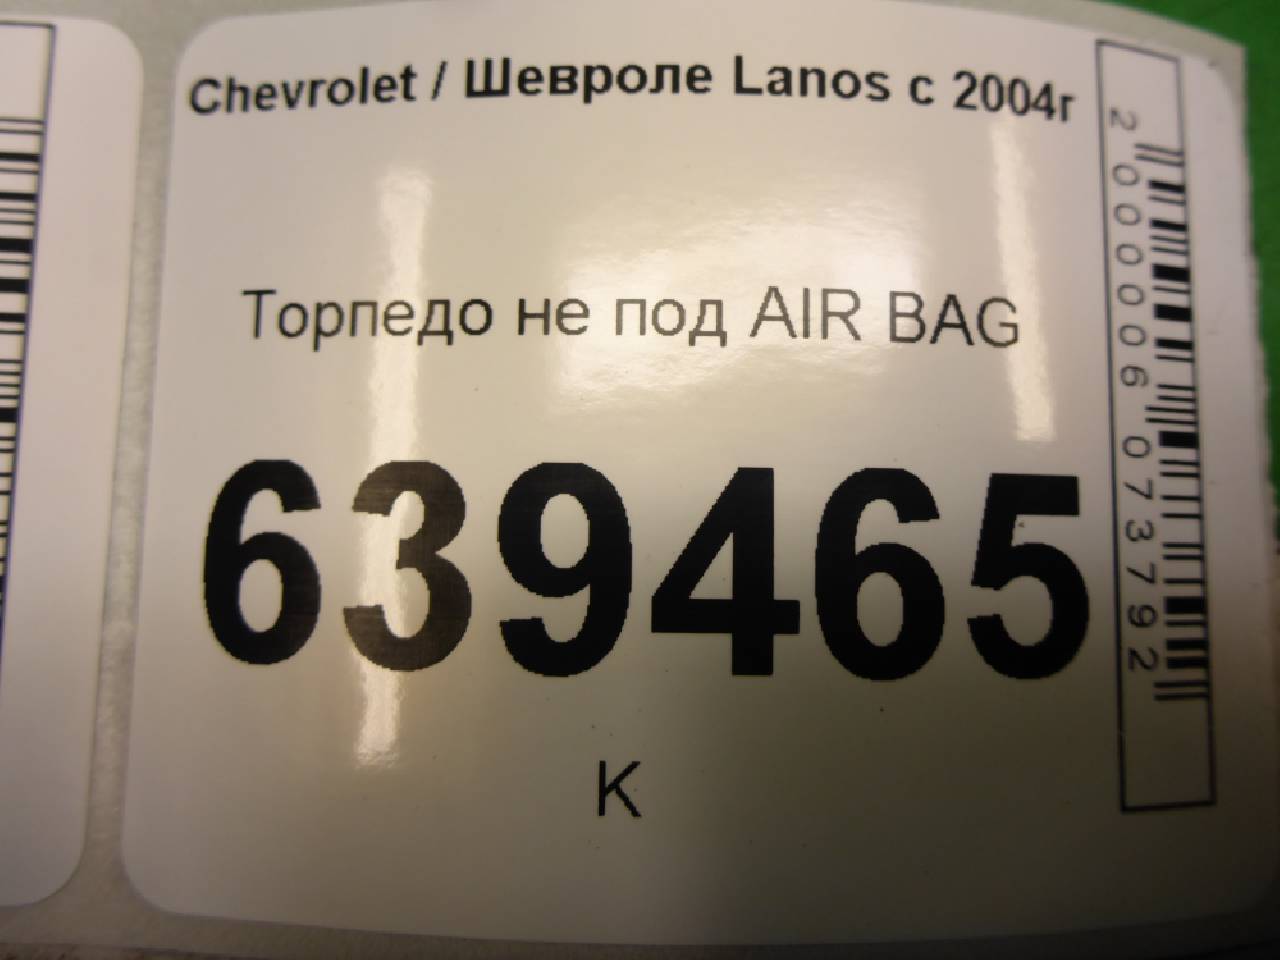 Chevrolet / Шевроле Lanos с 2004г
Торпедо не под AIR BAG
639465
К
2000006073792